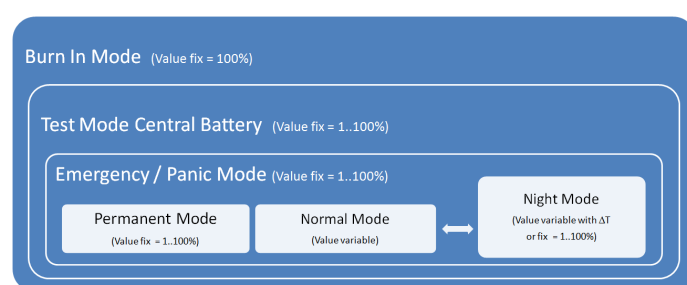 Burn In Mode (Value fix = 100%)
Test Mode Central Battery (Value fix = 1..100%)
Emergency / Panic Mode (Value fix = 1..100%)
Permanent Mode
(Value fix = 1..100%)
Normal Mode
(Value variable)
Night Mode
(Value variable with ΔT
or fix = 1..100%)